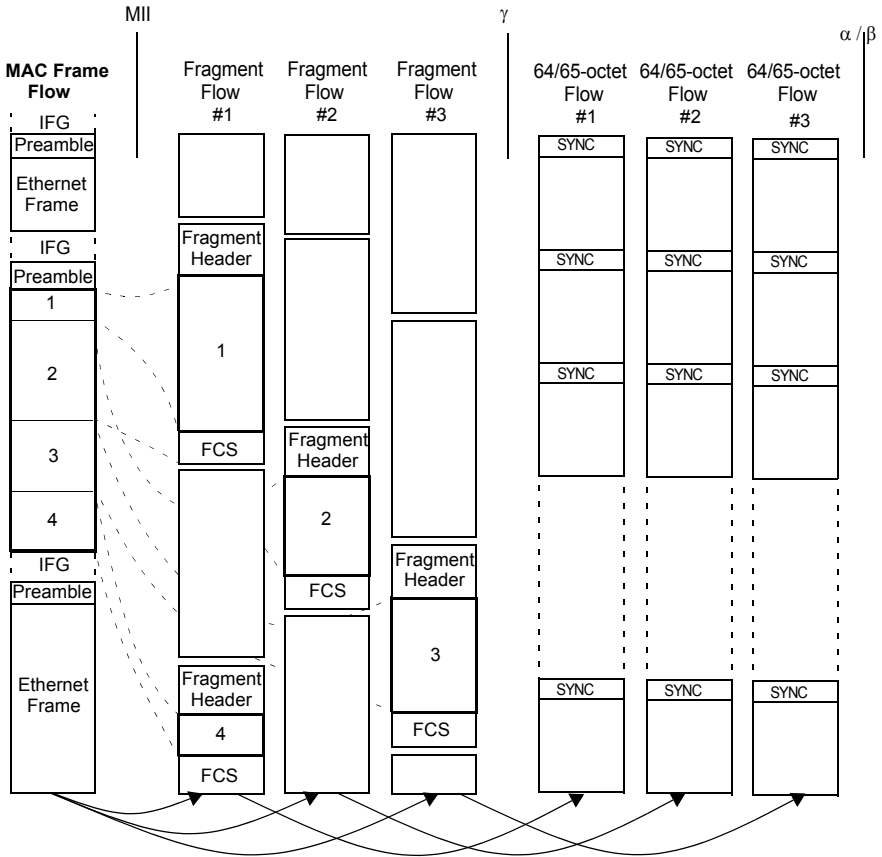 MII
γ
α / β
MAC Frame
Flow
Fragment
Flow
#1
Fragment
Flow
#2
Fragment
Flow
#3
64/65-octet
Flow
#1
64/65-octet
Flow
#2
64/65-octet
Flow
#3
IFG
Preamble
Ethernet
Frame
IFG
Preamble
1
2
3
4
IFG
Preamble
Ethernet
Frame
Fragment
Header
1
FCS
Fragment
Header
4
FCS
Fragment
Header
2
FCS
Fragment
Header
3
FCS
SYNC
SYNC
SYNC
SYNC
SYNC
SYNC
SYNC
SYNC
SYNC
SYNC
SYNC
SYNC